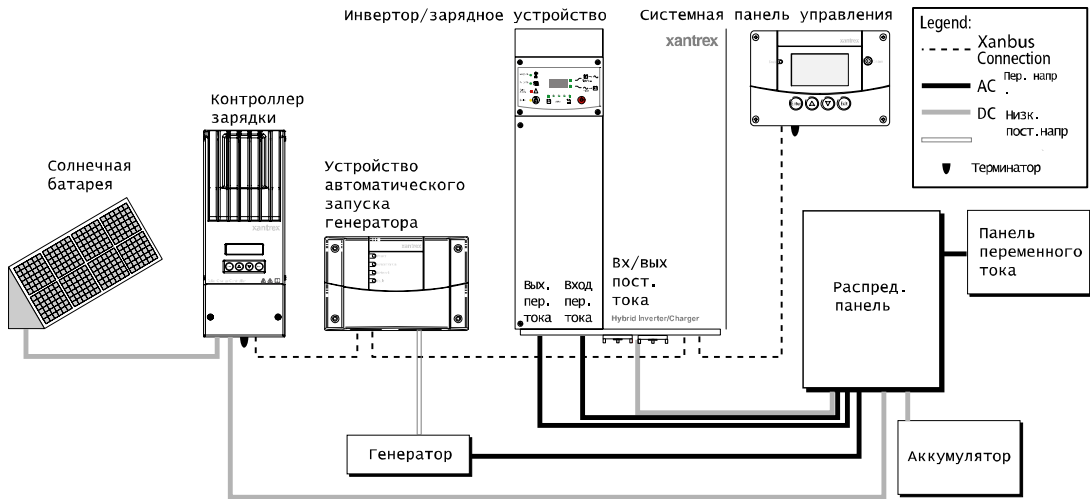 Инвертор/зарядное устройство
Системная панель управления
xantrex
xantrex
Legend:
Xanbus
Connection
AC Пер. напр
.
DC Низк.
пост.напр
Терминатор
Контроллер
зарядки
xantrex
Солнечная
батарея
Устройство
автоматического
запуска
генератора
xantrex
Вых.
пер.
тока
Вход
пер.
тока
Вх/вых
пост.
тока
Hybrid Inverter/Charger
Распред.
панель
Панель
переменного
тока
Генератор
Аккумулятор